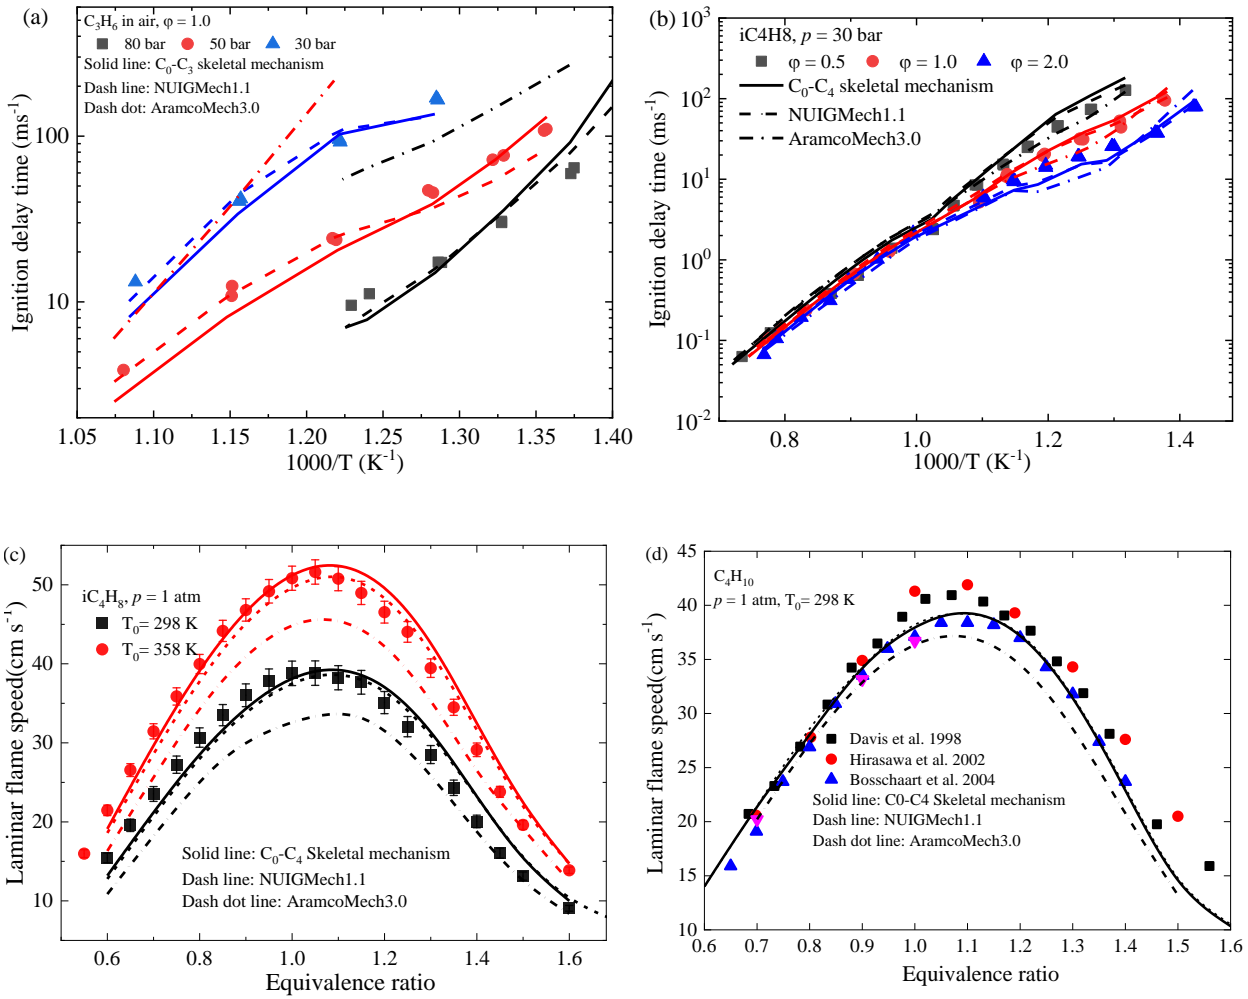 (a)
C₃H₆ in air, φ = 1.0
80 bar 50 bar 30 bar
Solid line: C₀-C₃ skeletal mechanism
Dash line: NUIGMech1.1
Dash dot: AramcoMech3.0
Ignition delay time (ms⁻¹)
100
10
1.05 1.10 1.15 1.20 1.25 1.30 1.35 1.40
1000/T (K⁻¹)
(b)
iC4H8, p = 30 bar
φ = 0.5 φ = 1.0 φ = 2.0
C₀-C₄ skeletal mechanism
NUIGMech1.1
AramcoMech3.0
Ignition delay time (ms⁻¹)
10³
10²
10¹
10⁰
10⁻¹
10⁻²
0.8 1.0 1.2 1.4
1000/T (K⁻¹)
(c)
iC₄H₈, p = 1 atm
T₀= 298 K
T₀= 358 K
Solid line: C₀-C₄ Skeletal mechanism
Dash line: NUIGMech1.1
Dash dot line: AramcoMech3.0
Laminar flame speed(cm s⁻¹)
50
40
30
20
10
0.6 0.8 1.0 1.2 1.4 1.6
Equivalence ratio
(d)
C₄H₁₀
p = 1 atm, T₀= 298 K
Davis et al. 1998
Hirasawa et al. 2002
Bosschaart et al. 2004
Solid line: C0-C4 Skeletal mechanism
Dash line: NUIGMech1.1
Dash dot line: AramcoMech3.0
Laminar flame speed(cm s⁻¹)
45
40
35
30
25
20
15
10
0.6 0.7 0.8 0.9 1.0 1.1 1.2 1.3 1.4 1.5 1.6
Equivalence ratio